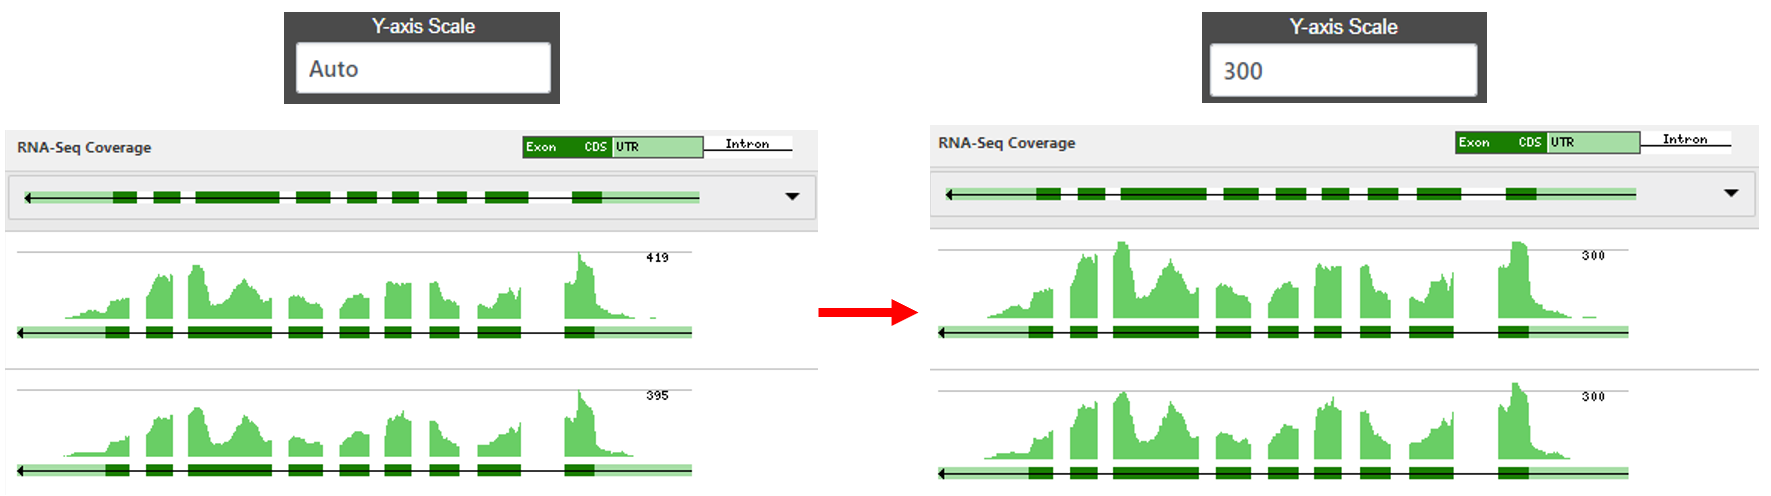 Y-axis Scale
Auto
RNA-Seq Coverage
Exon CDS UTR Intron
419
395
Y-axis Scale
300
RNA-Seq Coverage
Exon CDS UTR Intron
300
300